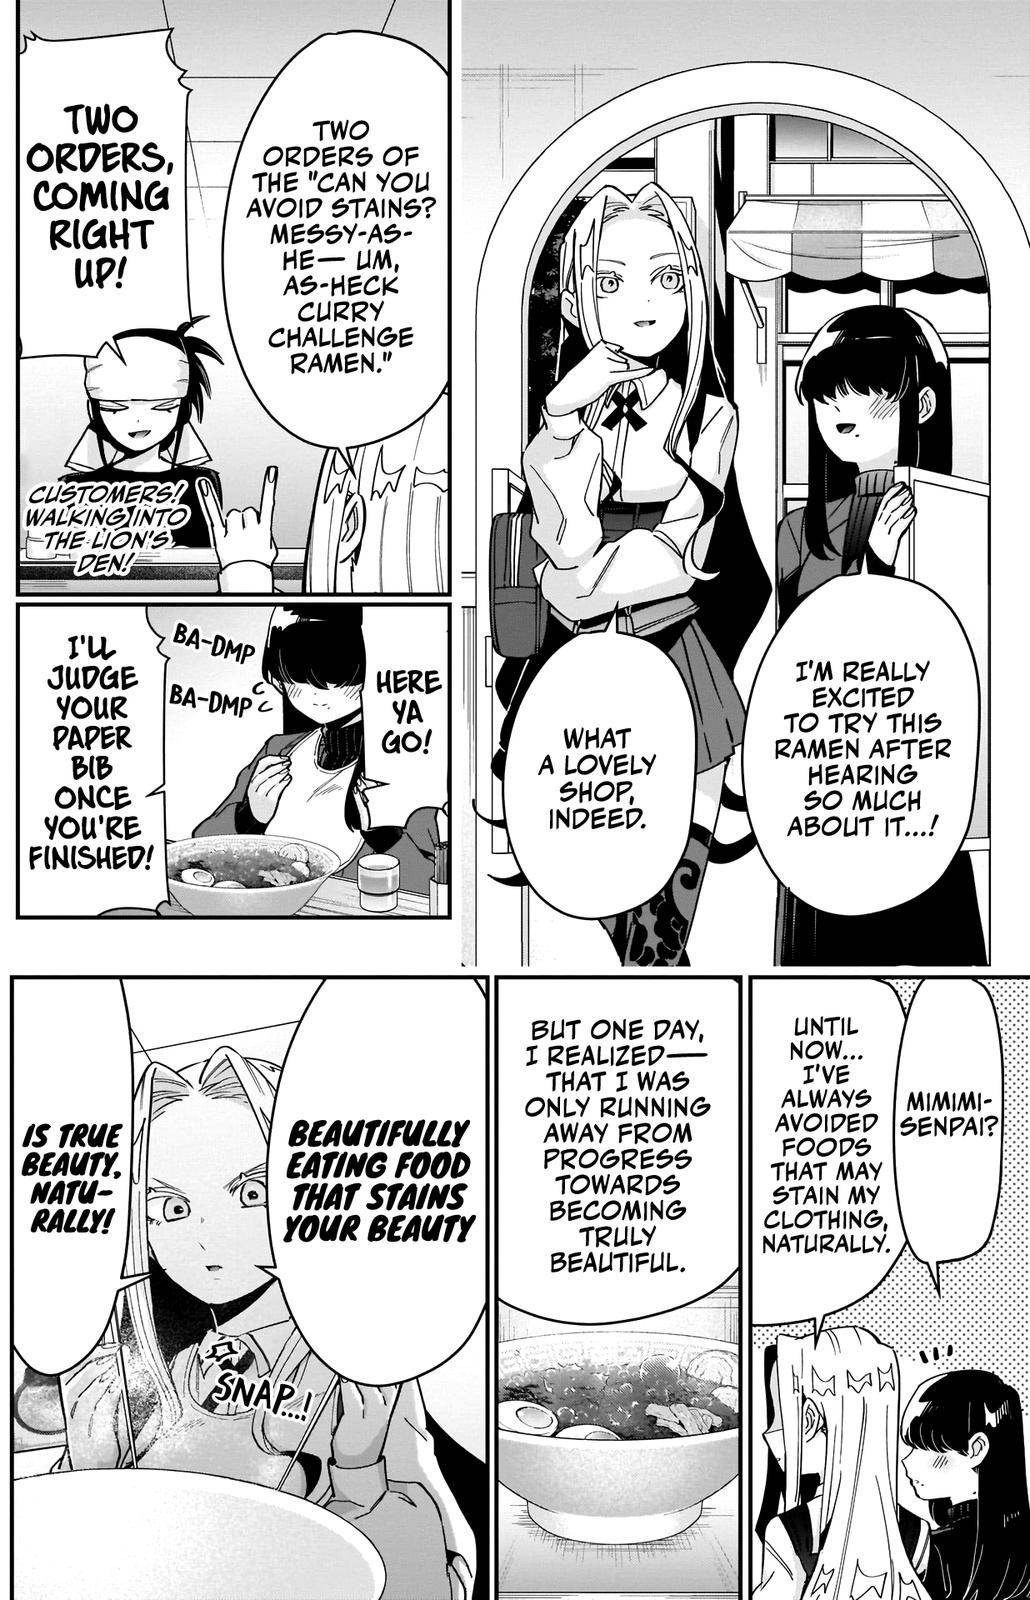 I'M REALLY
EXCITED
TO TRY THIS
RAMEN AFTER
HEARING
SO MUCH
ABOUT IT...!
WHAT
A LOVELY
SHOP,
INDEED.
TWO
ORDERS OF
THE "CAN YOU
AVOID STAINS?
MESSY-AS-
HE— UM,
AS-HECK
CURRY
CHALLENGE
RAMEN."
TWO
ORDERS,
COMING
RIGHT
UP!
CUSTOMERS!
WALKING INTO
THE LION'S
DEN!
HERE
YA
GO!
BA-DMP
BA-DMP
I'LL
JUDGE
YOUR
PAPER
BIB
ONCE
YOU'RE
FINISHED!
MIMIMI-
SENPAI?
UNTIL
NOW...
I'VE
ALWAYS
AVOIDED
FOODS
THAT MAY
STAIN MY
CLOTHING,
NATURALLY.
BUT ONE DAY,
I REALIZED——
THAT I WAS
ONLY RUNNING
AWAY FROM
PROGRESS
TOWARDS
BECOMING
TRULY
BEAUTIFUL.
BEAUTIFULLY
EATING FOOD
THAT STAINS
YOUR BEAUTY
SNAP...!
IS TRUE
BEAUTY,
NATU-
RALLY!